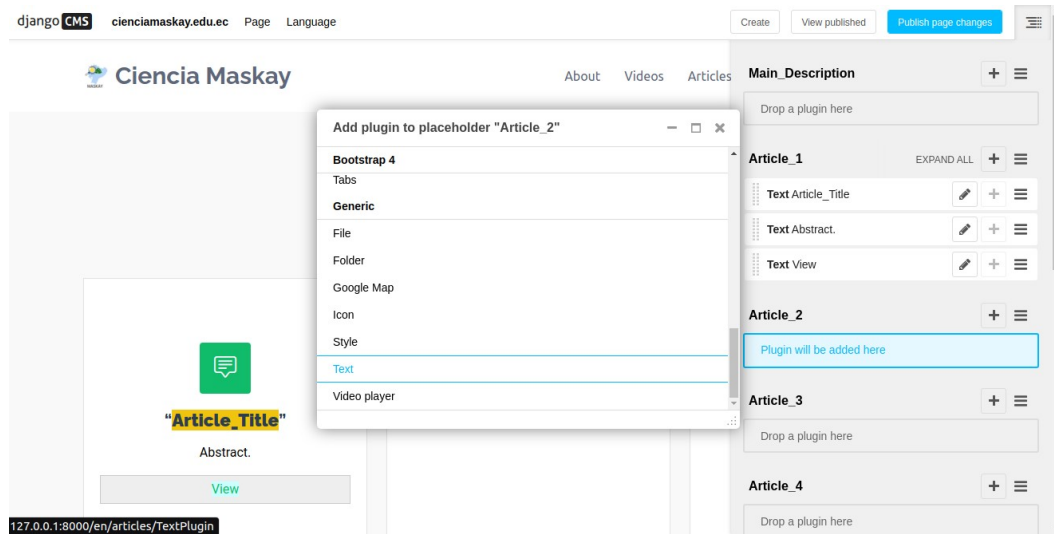 django CMS cienciamaskay.edu.ec Page Language Create View published Publish page changes
Ciencia Maskay
About Videos Articles
Add plugin to placeholder "Article_2"
Bootstrap 4
Tabs
Generic
File
Folder
Google Map
Icon
Style
Text
Video player
“Article_Title”
Abstract.
View
127.0.0.1:8000/en/articles/TextPlugin
Main_Description
Drop a plugin here
Article_1 EXPAND ALL
Text Article_Title
Text Abstract.
Text View
Article_2
Plugin will be added here
Article_3
Drop a plugin here
Article_4
Drop a plugin here